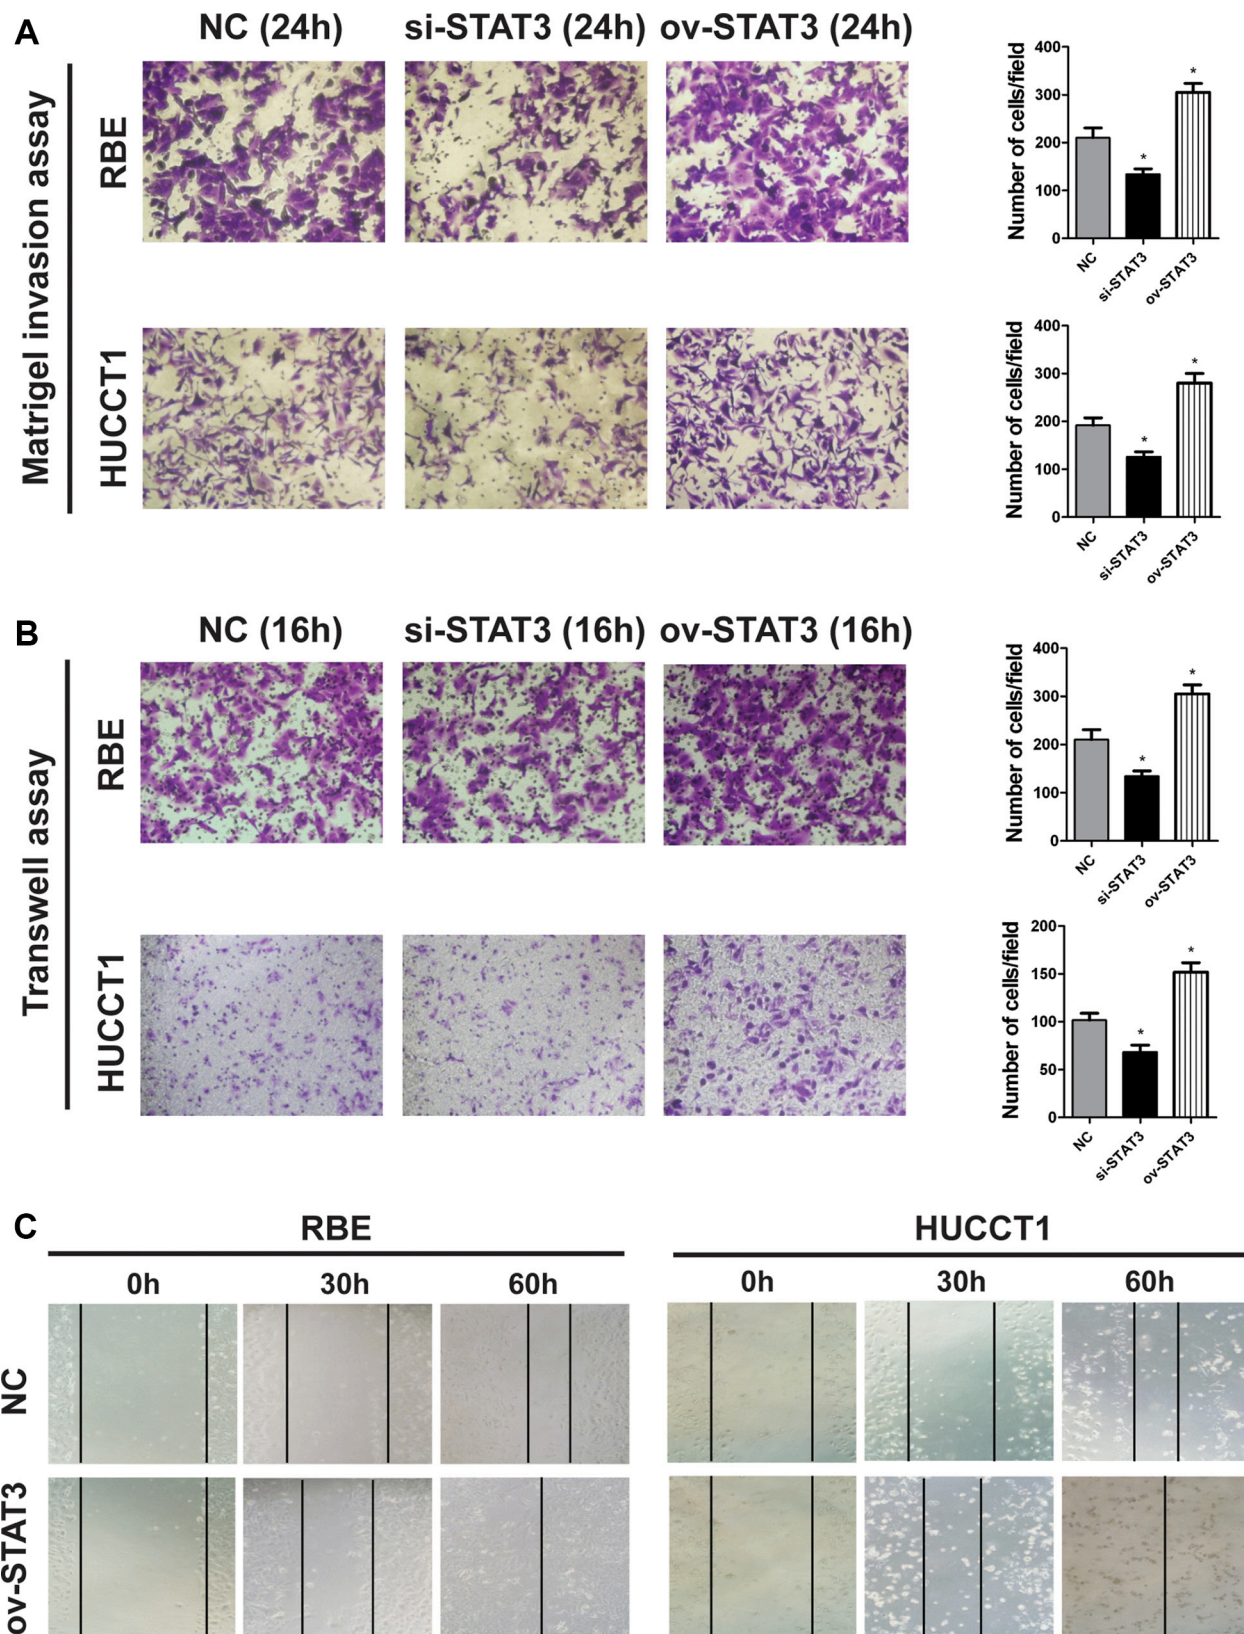 A
NC (24h) si-STAT3 (24h) ov-STAT3 (24h)
Matrigel invasion assay
RBE
Number of cells/field
400
300
200
100
0
NC si-STAT3 ov-STAT3
* *
HUCCT1
Number of cells/field
400
300
200
100
0
NC si-STAT3 ov-STAT3
* *
B
NC (16h) si-STAT3 (16h) ov-STAT3 (16h)
Transwell assay
RBE
Number of cells/field
400
300
200
100
0
NC si-STAT3 ov-STAT3
* *
HUCCT1
Number of cells/field
200
150
100
50
0
NC si-STAT3 ov-STAT3
* *
C
RBE HUCCT1
0h 30h 60h 0h 30h 60h
NC
ov-STAT3